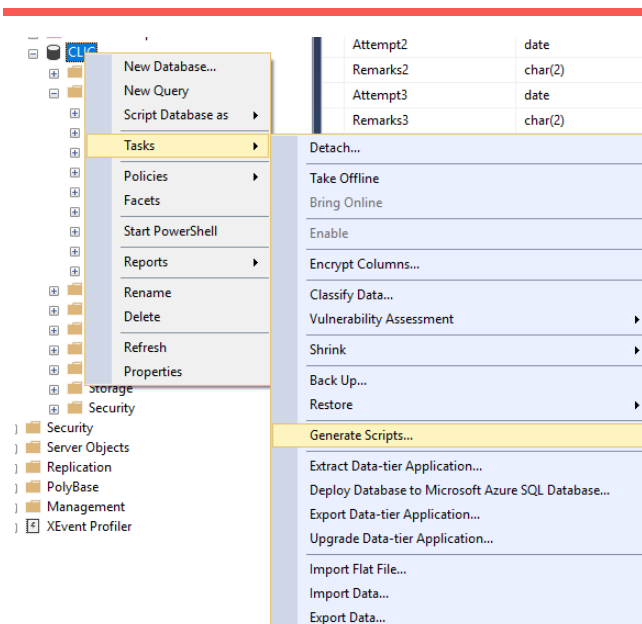 CLIC
Attempt2 date
Remarks2 char(2)
Attempt3 date
Remarks3 char(2)
New Database...
New Query
Script Database as
Tasks
Policies
Facets
Start PowerShell
Reports
Rename
Delete
Refresh
Properties
Detach...
Take Offline
Bring Online
Enable
Encrypt Columns...
Classify Data...
Vulnerability Assessment
Shrink
Back Up...
Restore
Generate Scripts...
Extract Data-tier Application...
Deploy Database to Microsoft Azure SQL Database...
Export Data-tier Application...
Upgrade Data-tier Application...
Import Flat File...
Import Data...
Export Data...
Storage
Security
Security
Server Objects
Replication
PolyBase
Management
XEvent Profiler